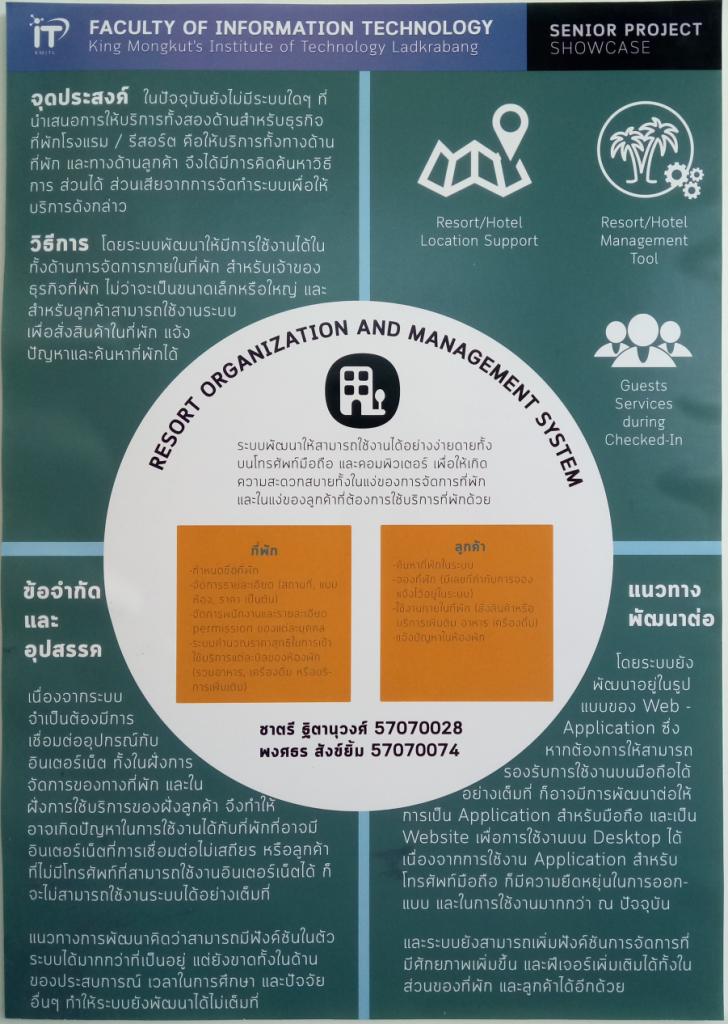 iT
KMITL
FACULTY OF INFORMATION TECHNOLOGY
King Mongkut's Institute of Technology Ladkrabang
SENIOR PROJECT
SHOWCASE
จุดประสงค์ ในปัจจุบันยังไม่มีระบบใดๆ ที่
นำเสนอการให้บริการทั้งสองด้านสำหรับธุรกิจ
ที่พักโรงแรม / รีสอร์ต คือให้บริการทั้งทางด้าน
ที่พัก และทางด้านลูกค้า จึงได้มีการคิดค้นหาวิธี
การ ส่วนได้ ส่วนเสียจากการจัดทำระบบเพื่อให้
บริการดังกล่าว
วิธีการ โดยระบบพัฒนาให้มีการใช้งานได้ใน
ทั้งด้านการจัดการภายในที่พัก สำหรับเจ้าของ
ธุรกิจที่พัก ไม่ว่าจะเป็นขนาดเล็กหรือใหญ่ และ
สำหรับลูกค้าสามารถใช้งานระบบ
เพื่อสั่งสินค้าในที่พัก แจ้ง
ปัญหาและค้นหาที่พักได้
Resort/Hotel
Location Support
Resort/Hotel
Management
Tool
Guests
Services
during
Checked-In
RESORT ORGANIZATION AND MANAGEMENT SYSTEM
ระบบพัฒนาให้สามารถใช้งานได้อย่างง่ายดายทั้ง
บนโทรศัพท์มือถือ และคอมพิวเตอร์ เพื่อให้เกิด
ความสะดวกสบายทั้งในแง่ของการจัดการที่พัก
และในแง่ของลูกค้าที่ต้องการใช้บริการที่พักด้วย
ที่พัก
-กำหนดชื่อที่พัก
-จัดการรายละเอียด (สถานที่, แบบ
ห้อง, ราคา เป็นต้น)
-จัดการพนักงานและรายละเอียด
permission ของแต่ละบุคคล
-ระบบคำนวณราคาสุทธิในการเข้า
ใช้บริการแต่ละบิลของห้องพัก
(รวมอาหาร, เครื่องดื่ม หรือบริ-
การเพิ่มเติม)
ลูกค้า
-ค้นหาที่พักในระบบ
-จองที่พัก (มีเลขที่กำกับการจอง
แจ้งไว้อยู่ในระบบ)
-ใช้งานภายในที่พัก (สั่งสินค้าหรือ
บริการเพิ่มเติม อาหาร เครื่องดื่ม)
-แจ้งปัญหาในห้องพัก
ชาตรี ฐิตานุวงศ์ 57070028
พงศธร สังข์ยิ้ม 57070074
ข้อจำกัด
และ
อุปสรรค
เนื่องจากระบบ
จำเป็นต้องมีการ
เชื่อมต่ออุปกรณ์กับ
อินเตอร์เน็ต ทั้งในฝั่งการ
จัดการของทางที่พัก และใน
ฝั่งการใช้บริการของฝั่งลูกค้า จึงทำให้
อาจเกิดปัญหาในการใช้งานได้กับที่พักที่อาจมี
อินเตอร์เน็ตที่การเชื่อมต่อไม่เสถียร หรือลูกค้า
ที่ไม่มีโทรศัพท์ที่สามารถใช้งานอินเตอร์เน็ตได้ ก็
จะไม่สามารถใช้งานระบบได้อย่างเต็มที่
แนวทางการพัฒนาคิดว่าสามารถมีฟังค์ชันในตัว
ระบบได้มากกว่าที่เป็นอยู่ แต่ยังขาดทั้งในด้าน
ของประสบการณ์ เวลาในการศึกษา และปัจจัย
อื่นๆ ทำให้ระบบยังพัฒนาได้ไม่เต็มที่
แนวทาง
พัฒนาต่อ
โดยระบบยัง
พัฒนาอยู่ในรูป
แบบของ Web -
Application ซึ่ง
หากต้องการให้สามารถ
รองรับการใช้งานบนมือถือได้
อย่างเต็มที่ ก็อาจมีการพัฒนาต่อให้
การเป็น Application สำหรับมือถือ และเป็น
Website เพื่อการใช้งานบน Desktop ได้
เนื่องจากการใช้งาน Application สำหรับ
โทรศัพท์มือถือ ก็มีความยืดหยุ่นในการออก-
แบบ และในการใช้งานมากกว่า ณ ปัจจุบัน
และระบบยังสามารถเพิ่มฟังค์ชันการจัดการที่
มีศักยภาพเพิ่มขึ้น และฟีเจอร์เพิ่มเติมได้ทั้งใน
ส่วนของที่พัก และลูกค้าได้อีกด้วย